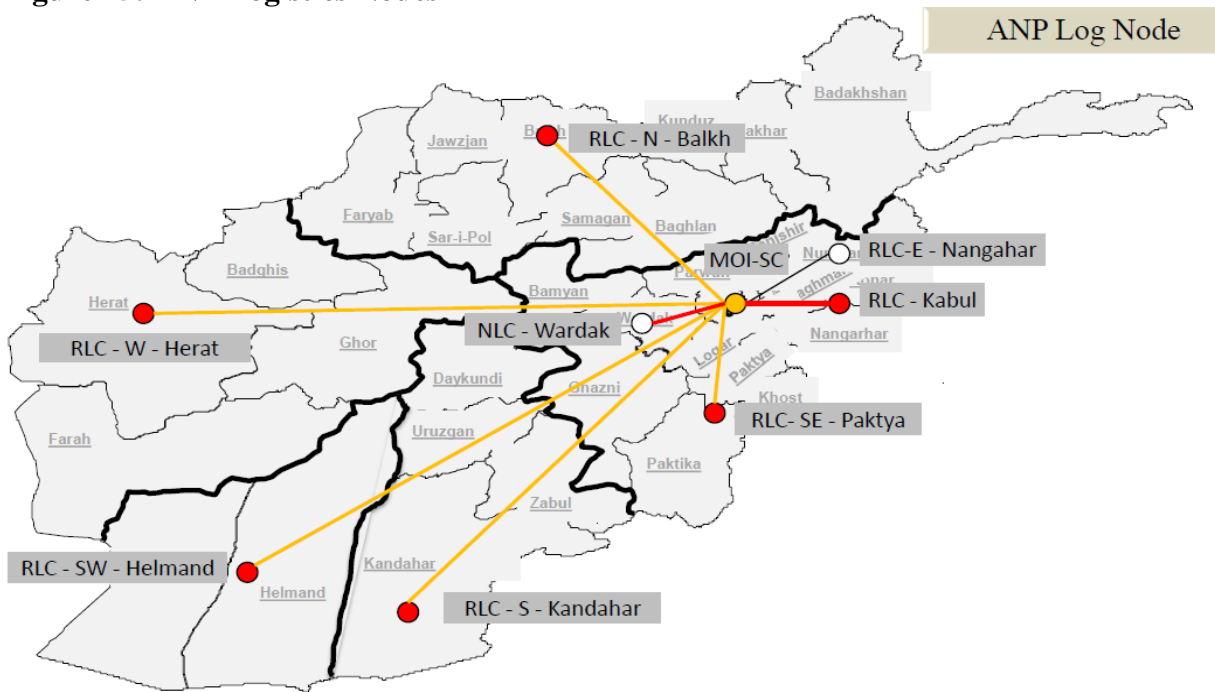 ANP Log Node
Badakhshan
Kunduz
Jawzjan
RLC - N - Balkh
Faryab
Samagan
Baghlan
Sar-i-Pol
MOI-SC
RLC-E - Nangahar
Badghis
Bamyan
Herat
RLC - Kabul
NLC - Wardak
Nangarhar
RLC - W - Herat
Ghor
Logar
Paktya
Daykundi
Ghazni
Khost
RLC- SE - Paktya
Farah
Uruzgan
Paktika
Zabul
Kandahar
RLC - SW - Helmand
Helmand
RLC - S - Kandahar